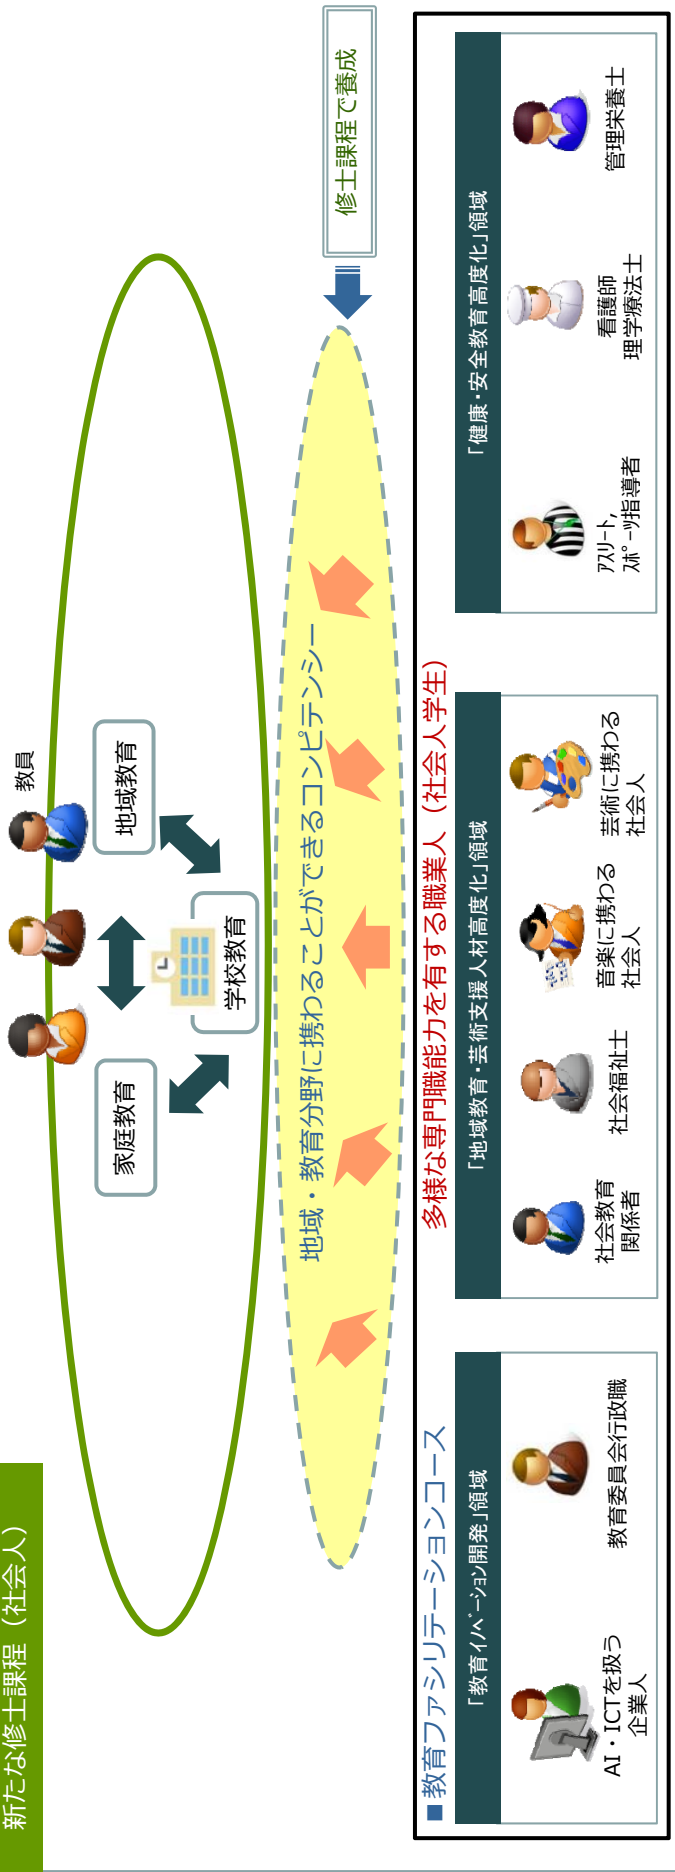 新たな修士課程（社会人）
教員
家庭教育
学校教育
地域教育
地域・教育分野に携わることができるコンピテンシー
修士課程で養成
■教育ファシリテーションコース
多様な専門職能力を有する職業人（社会人学生）
「教育ｲﾉﾍﾞｰｼｮﾝ開発」領域
AI・ICTを扱う
企業人
教育委員会行政職
「地域教育・芸術支援人材高度化」領域
社会教育
関係者
社会福祉士
音楽に携わる
社会人
芸術に携わる
社会人
「健康・安全教育高度化」領域
ｱｽﾘｰﾄ,
ｽﾎﾟｰﾂ指導者
看護師
理学療法士
管理栄養士